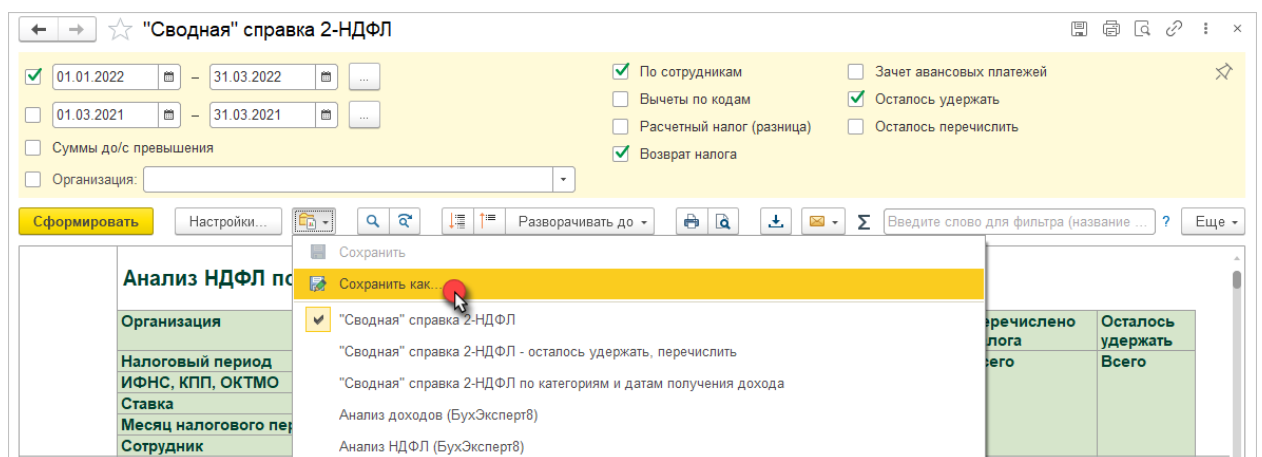 "Сводная" справка 2-НДФЛ
01.01.2022 – 31.03.2022 ...
01.03.2021 – 31.03.2021 ...
Суммы до/с превышения
Организация:
По сотрудникам
Вычеты по кодам
Расчетный налог (разница)
Возврат налога
Зачет авансовых платежей
Осталось удержать
Осталось перечислить
Сформировать Настройки... Разворачивать до Σ Введите слово для фильтра (название ...) ? Еще
Сохранить
Сохранить как...
"Сводная" справка 2-НДФЛ
"Сводная" справка 2-НДФЛ - осталось удержать, перечислить
"Сводная" справка 2-НДФЛ по категориям и датам получения дохода
Анализ доходов (БухЭксперт8)
Анализ НДФЛ (БухЭксперт8)
Анализ НДФЛ по
Организация
Налоговый период
ИФНС, КПП, ОКТМО
Ставка
Месяц налогового пер
Сотрудник
еречислено
лога
сего
Осталось
удержать
Всего